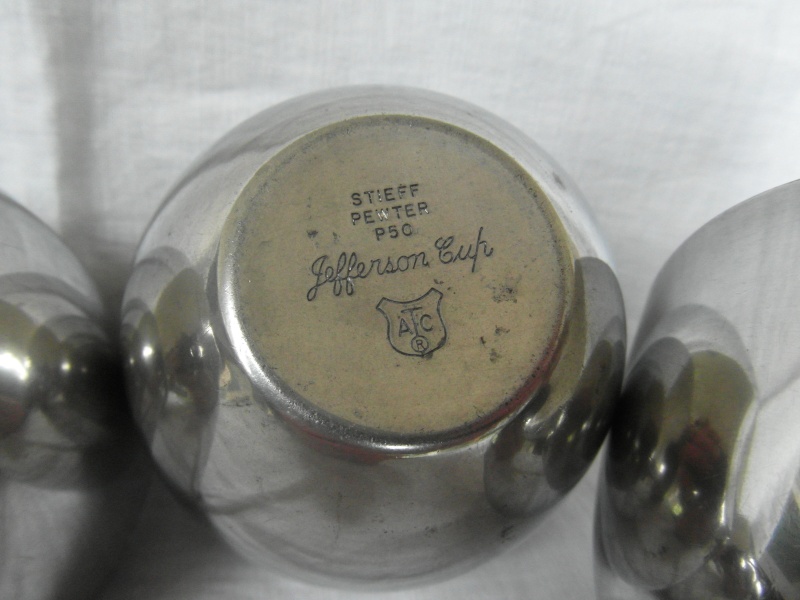 STIEFF
PEWTER
P50
Jefferson Cup
ATC
®